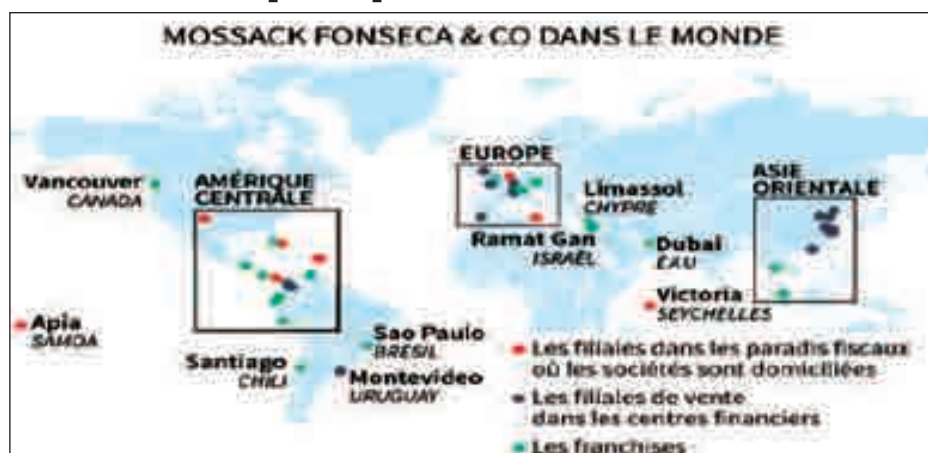 MOSSACK FONSECA & CO DANS LE MONDE
EUROPE
ASIE
ORIENTALE
Vancouver
CANADA
AMÉRIQUE
CENTRALE
Limassol
CHYPRE
Ramat Gan
ISRAËL
Dubaï
ÉAU
Victoria
SEYCHELLES
Apia
SAMOA
Sao Paulo
BRÉSIL
Santiago
CHILI
Montevideo
URUGUAY
Les filiales dans les paradis fiscaux
où les sociétés sont domiciliées
Les filiales de vente
dans les centres financiers
Les franchises